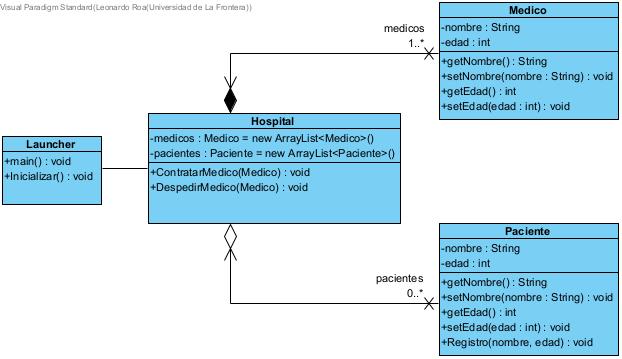 Visual Paradigm Standard(Leonardo Roa(Universidad de La Frontera))
Medico
-nombre : String
-edad : int
+getNombre() : String
+setNombre(nombre : String) : void
+getEdad() : int
+setEdad(edad : int) : void
medicos
1..*
Hospital
-medicos : Medico = new ArrayList<Medico>()
-pacientes : Paciente = new ArrayList<Paciente>()
+ContratarMedico(Medico) : void
+DespedirMedico(Medico) : void
Launcher
+main() : void
+Inicializar() : void
pacientes
0..*
Paciente
-nombre : String
-edad : int
+getNombre() : String
+setNombre(nombre : String) : void
+getEdad() : int
+setEdad(edad : int) : void
+Registro(nombre, edad) : void